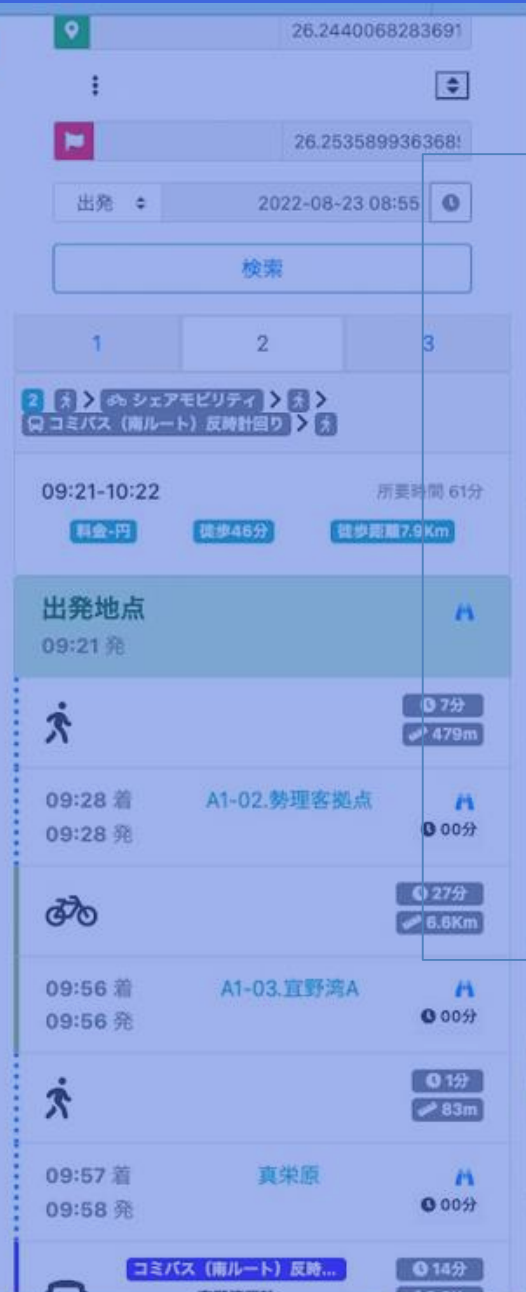 26.2440068283691
26.253589936368
出発 2022-08-23 08:55
検索
1 2 3
2 > シェアモビリティ > >
コミバス（南ルート）反時計回り >
09:21-10:22 所要時間 61分
料金-円 徒歩46分 徒歩距離7.9Km
出発地点
09:21 発
7分
479m
09:28 着 A1-02.勢理客拠点
09:28 発 00分
27分
6.6Km
09:56 着 A1-03.宜野湾A
09:56 発 00分
1分
83m
09:57 着 真栄原
09:58 発 00分
コミバス（南ルート）反時... 14分